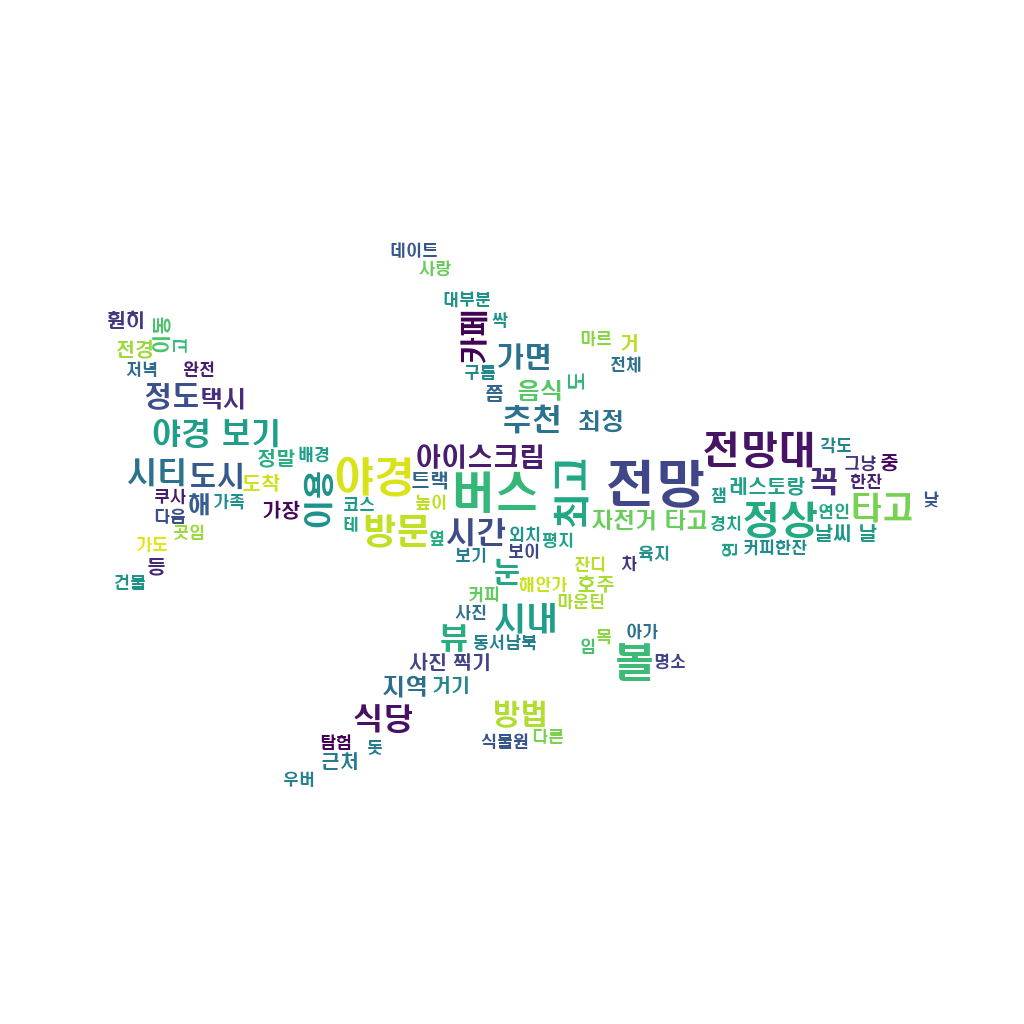 데이트
사랑
대부분
훤히
이동
카페
싹
마르
거
고
전경
가면
전체
저녁
완전
구름
쯤
음식
도
정도
택시
추천
최정
야경 보기
전망대
각도
정말
배경
아이스크림
그냥
중
시티
도시
도착
야경
트랙
전망
꼭
한잔
쿠사
해
가족
가장
이용
코스
높이
버스
최고
잼
레스토랑
연인
타고
낮
다음
테
방문
시간
자전거 타고
경치
정상
날씨 날
곳임
옆
외치
평지
가도
보기
보이
육지
편
커피한잔
등
눈
잔디
차
건물
해안가
호주
커피
마운틴
사진
시내
뷰
동서남북
임
목
아가
사진 찍기
볼
명소
지역
거기
식당
방법
탐험
돗
식물원
다른
근처
우버